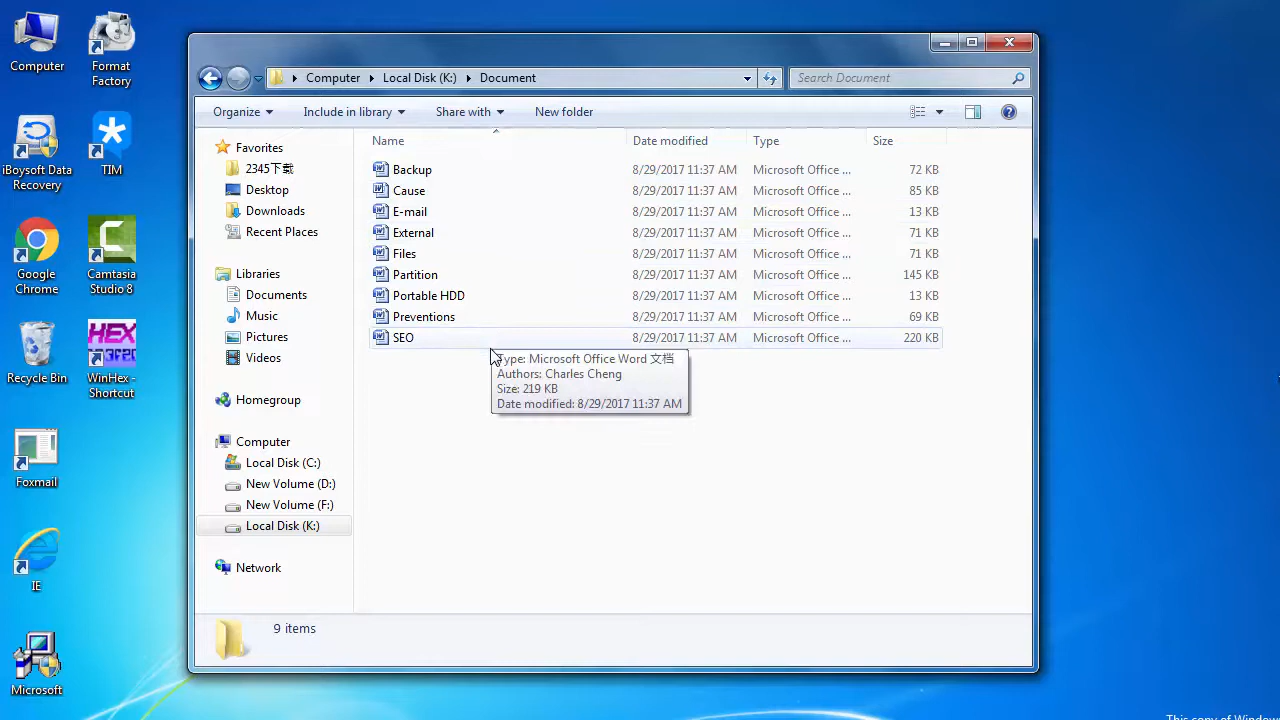 Computer
Format
Factory
iBoysoft Data
Recovery
TIM
Google
Chrome
Camtasia
Studio 8
Recycle Bin
HEX
WinHex -
Shortcut
Foxmail
IE
Microsoft
Computer
Local Disk (K:)
Document
Search Document
Organize
Include in library
Share with
New folder
Name
Date modified
Type
Size
Favorites
2345下载
Desktop
Downloads
Recent Places
Libraries
Documents
Music
Pictures
Videos
Homegroup
Computer
Local Disk (C:)
New Volume (D:)
New Volume (F:)
Local Disk (K:)
Network
Backup 8/29/2017 11:37 AM Microsoft Office ... 72 KB
Cause 8/29/2017 11:37 AM Microsoft Office ... 85 KB
E-mail 8/29/2017 11:37 AM Microsoft Office ... 13 KB
External 8/29/2017 11:37 AM Microsoft Office ... 71 KB
Files 8/29/2017 11:37 AM Microsoft Office ... 71 KB
Partition 8/29/2017 11:37 AM Microsoft Office ... 145 KB
Portable HDD 8/29/2017 11:37 AM Microsoft Office ... 13 KB
Preventions 8/29/2017 11:37 AM Microsoft Office ... 71 KB
SEO 8/29/2017 11:37 AM Microsoft Office ... 220 KB
Type: Microsoft Office Word 文档
Authors: Charles Cheng
Size: 219 KB
Date modified: 8/29/2017 11:37 AM
9 items
This copy of Window